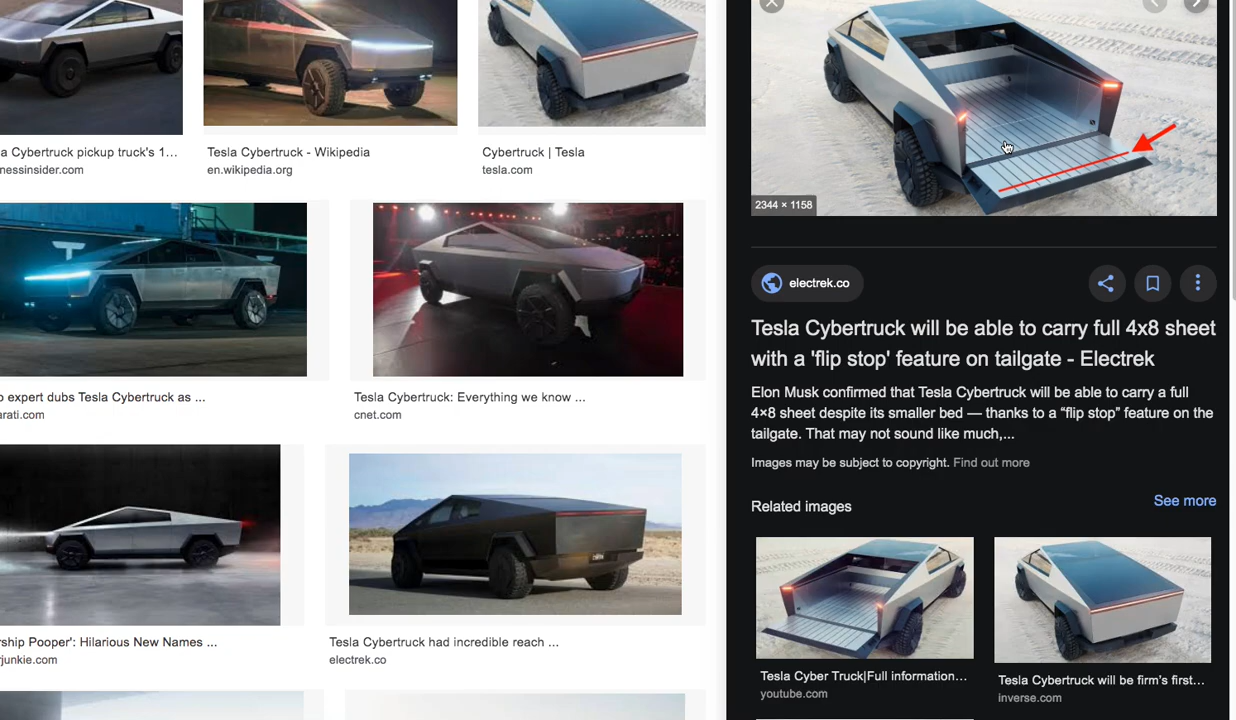 a Cybertruck pickup truck's 1...
nessinsider.com
Tesla Cybertruck - Wikipedia
en.wikipedia.org
Cybertruck | Tesla
tesla.com
expert dubs Tesla Cybertruck as ...
arati.com
Tesla Cybertruck: Everything we know ...
cnet.com
rship Pooper': Hilarious New Names ...
rjunkie.com
Tesla Cybertruck had incredible reach ...
electrek.co
2344 × 1158
electrek.co
Tesla Cybertruck will be able to carry full 4x8 sheet
with a 'flip stop' feature on tailgate - Electrek
Elon Musk confirmed that Tesla Cybertruck will be able to carry a full
4×8 sheet despite its smaller bed — thanks to a “flip stop” feature on the
tailgate. That may not sound like much,...
Images may be subject to copyright. Find out more
Related images
See more
Tesla Cyber Truck|Full information...
youtube.com
Tesla Cybertruck will be firm's first...
inverse.com